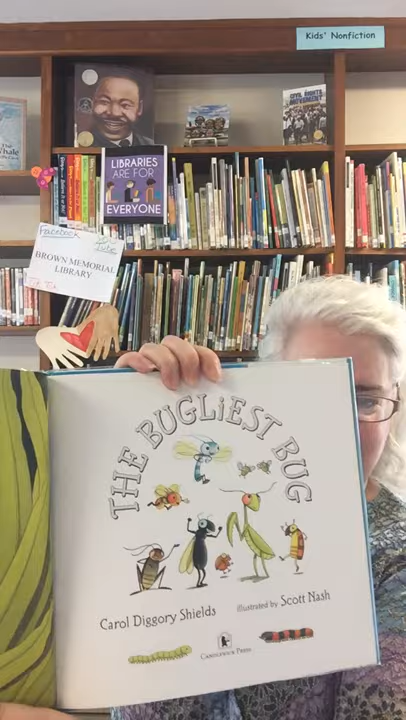 Kids' Nonfiction
LIBRARIES
ARE FOR
EVERYONE
CIVIL RIGHTS
Facebook
BROWN MEMORIAL
LIBRARY
THE BUGLiEST BUG
Carol Diggory Shields
illustrated by Scott Nash
CANDLEWICK PRESS